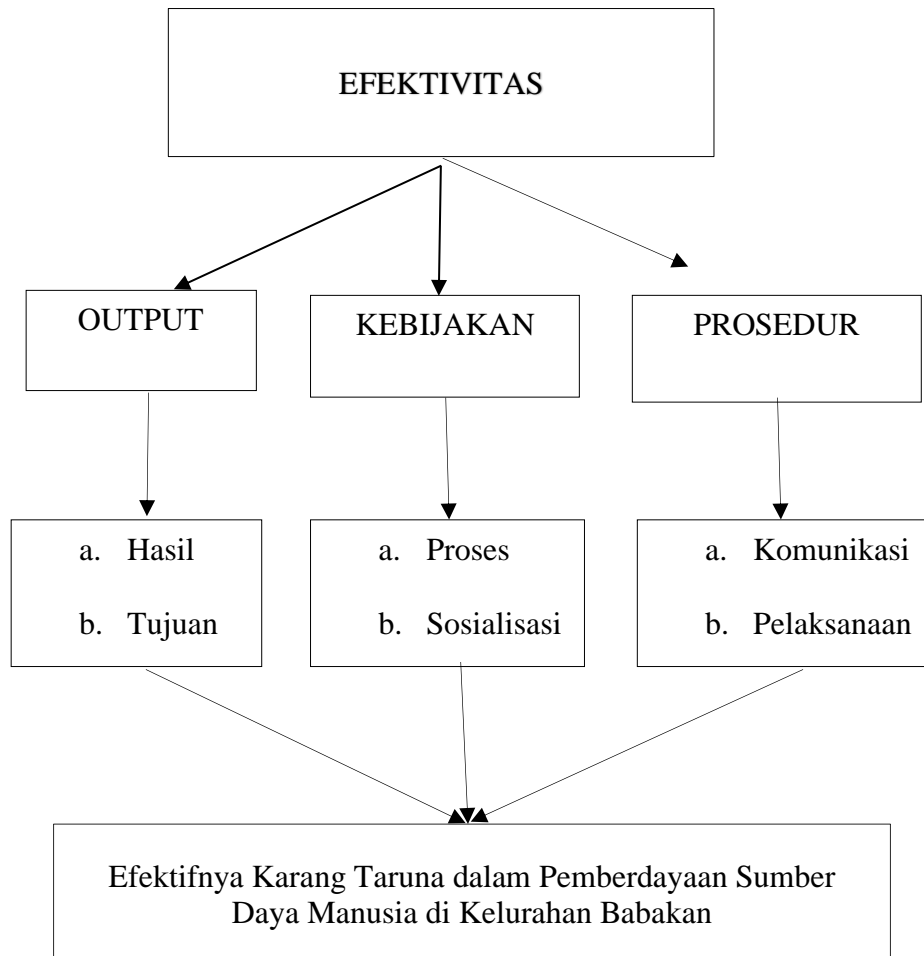 EFEKTIVITAS
OUTPUT
KEBIJAKAN
PROSEDUR
a. Hasil
b. Tujuan
a. Proses
b. Sosialisasi
a. Komunikasi
b. Pelaksanaan
Efektifnya Karang Taruna dalam Pemberdayaan Sumber
Daya Manusia di Kelurahan Babakan